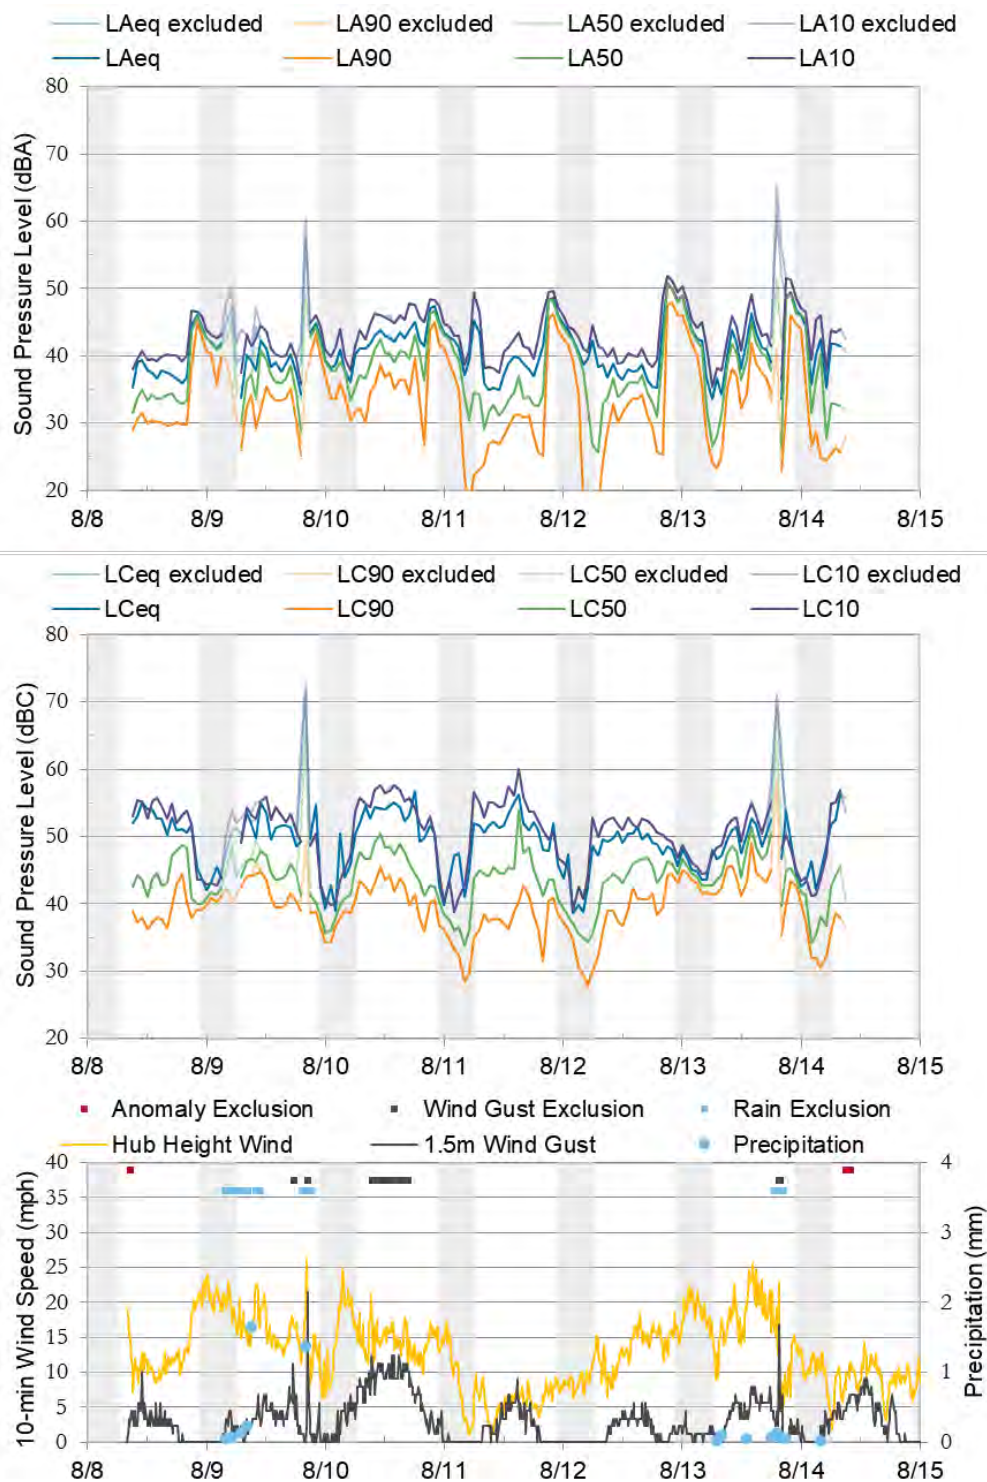 LAeq excluded LA90 excluded LA50 excluded LA10 excluded
LAeq LA90 LA50 LA10
Sound Pressure Level (dBA)
80
70
60
50
40
30
20
8/8 8/9 8/10 8/11 8/12 8/13 8/14 8/15
LCeq excluded LC90 excluded LC50 excluded LC10 excluded
LCeq LC90 LC50 LC10
Sound Pressure Level (dBC)
80
70
60
50
40
30
20
8/8 8/9 8/10 8/11 8/12 8/13 8/14 8/15
Anomaly Exclusion Wind Gust Exclusion Rain Exclusion
Hub Height Wind 1.5m Wind Gust Precipitation
10-min Wind Speed (mph)
Precipitation (mm)
40 4
35
30 3
25
20 2
15
10 1
5
0 0
8/8 8/9 8/10 8/11 8/12 8/13 8/14 8/15